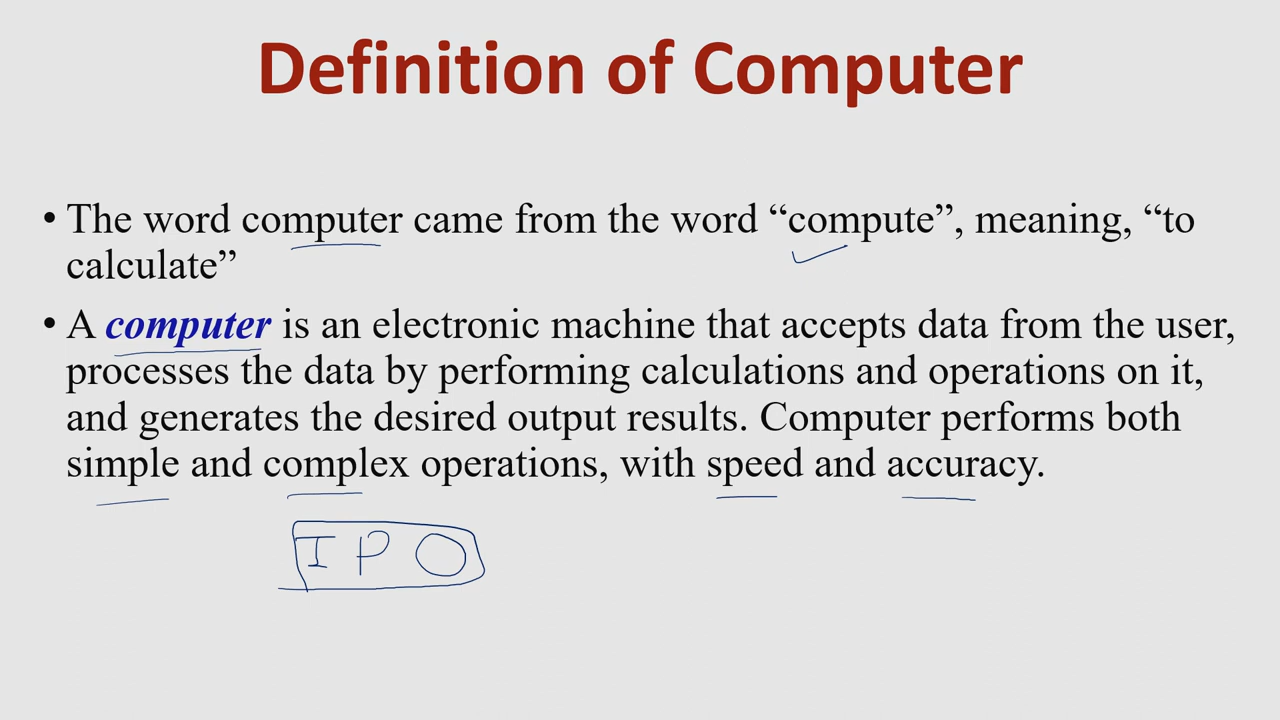 Definition of Computer
• The word computer came from the word “compute”, meaning, “to
calculate”
• A computer is an electronic machine that accepts data from the user,
processes the data by performing calculations and operations on it,
and generates the desired output results. Computer performs both
simple and complex operations, with speed and accuracy.
I P O